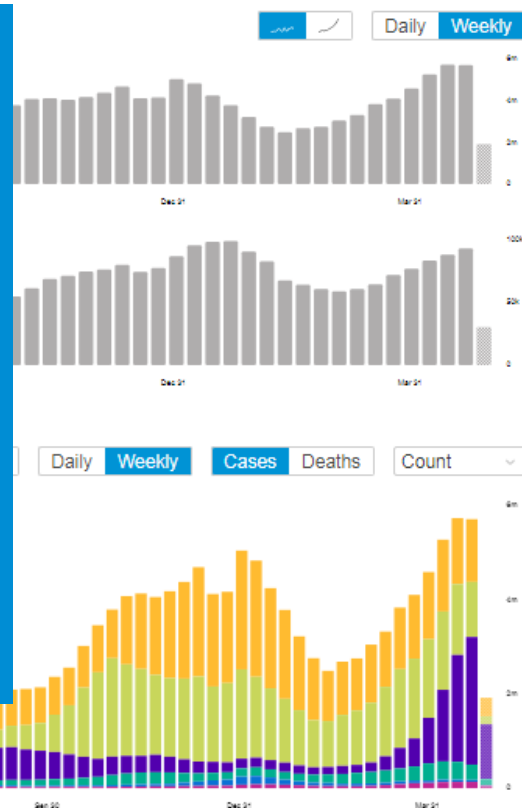 Daily Weekly
6m
4m
2m
0
Dec 31 Mar 31
100k
50k
0
Dec 31 Mar 31
Daily Weekly Cases Deaths Count
6m
4m
2m
0
Sep 30 Dec 31 Mar 31